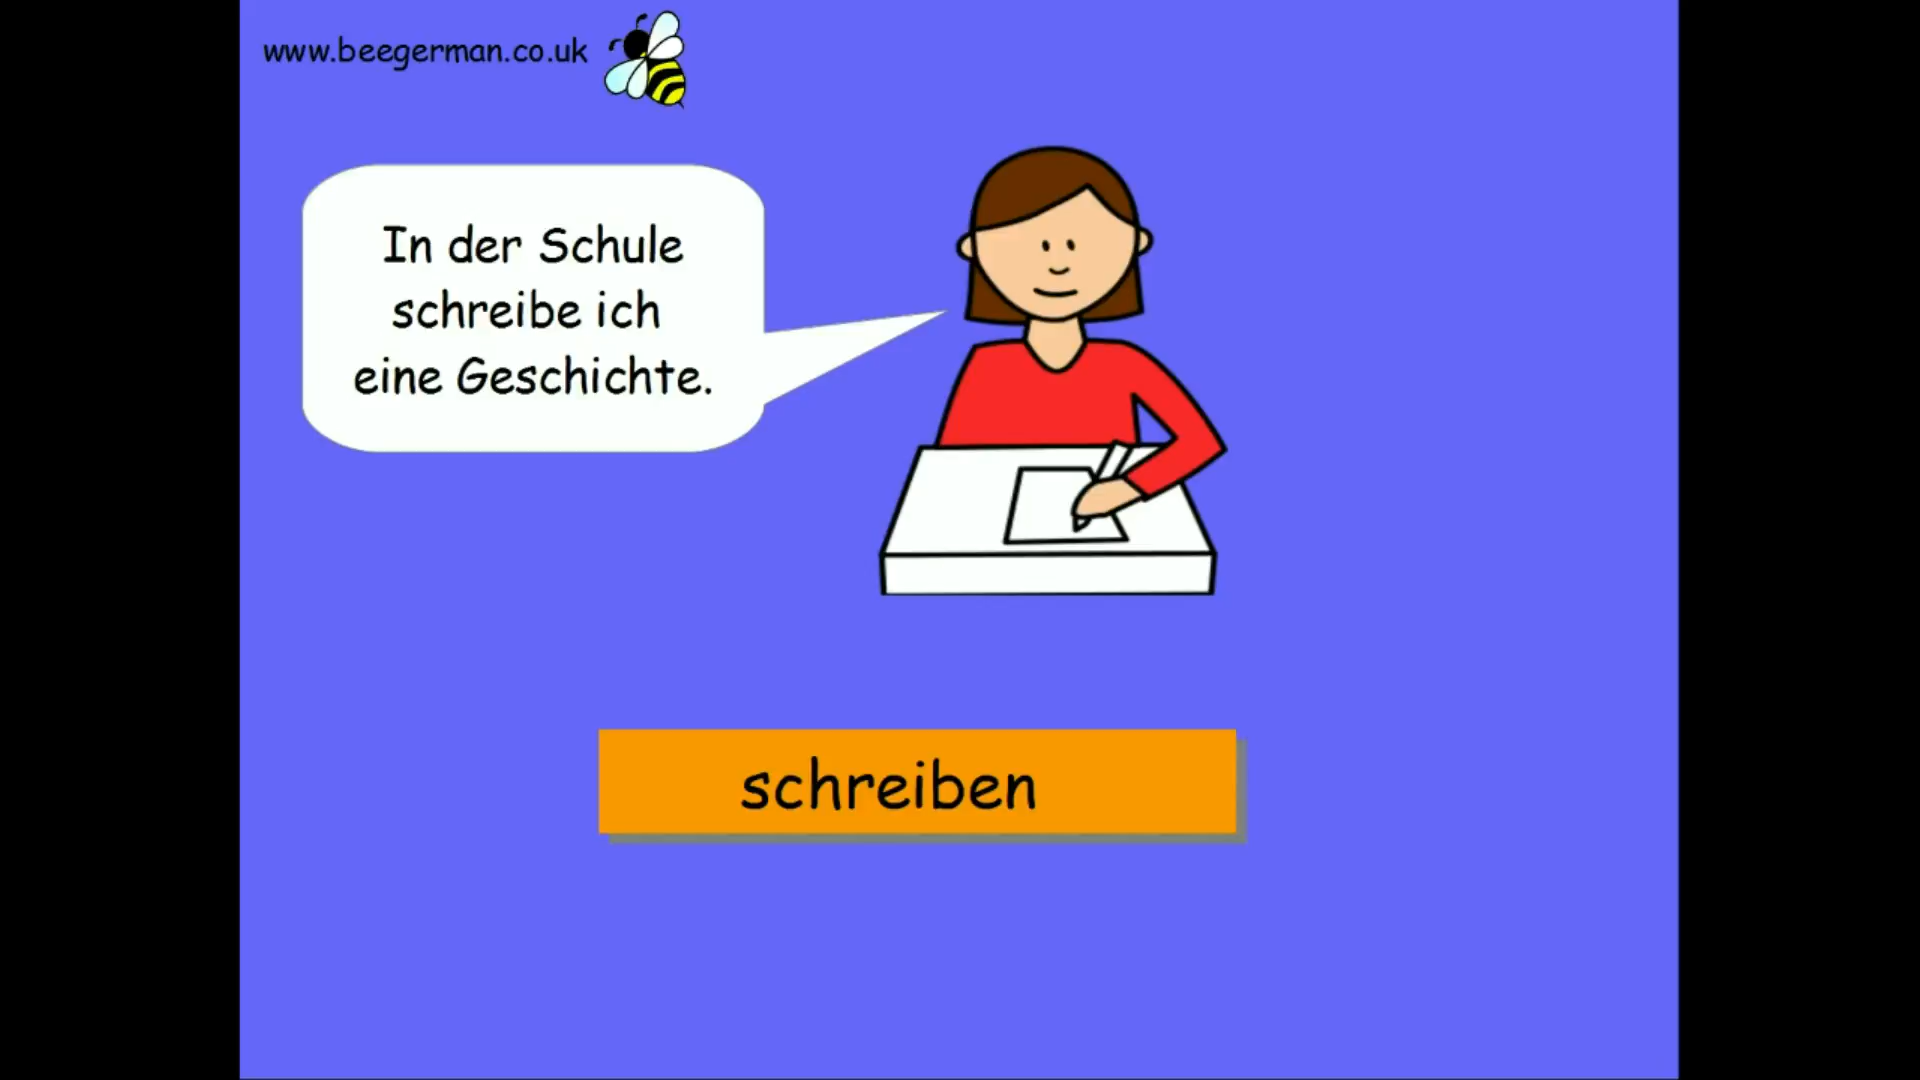 www.beegerman.co.uk
In der Schule
schreibe ich
eine Geschichte.
schreiben